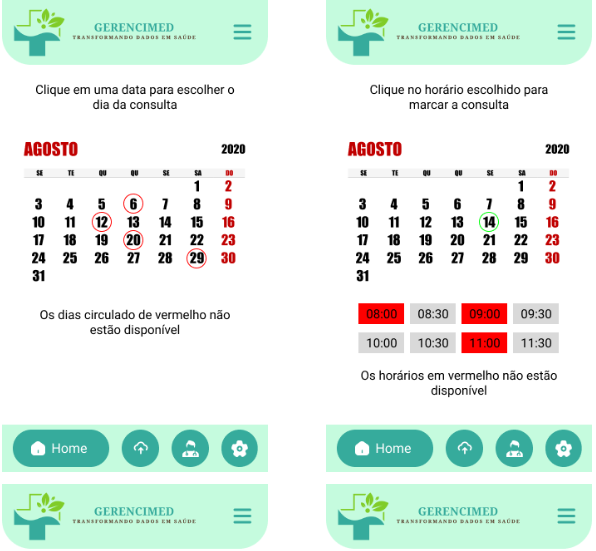 GERENCIMED
TRANSFORMANDO DADOS EM SAÚDE
Clique em uma data para escolher o
dia da consulta
AGOSTO 2020
SE TE QU QU SE SA DO
1 2
3 4 5 6 7 8 9
10 11 12 13 14 15 16
17 18 19 20 21 22 23
24 25 26 27 28 29 30
31
Os dias circulado de vermelho não
estão disponível
Home
GERENCIMED
TRANSFORMANDO DADOS EM SAÚDE
GERENCIMED
TRANSFORMANDO DADOS EM SAÚDE
Clique no horário escolhido para
marcar a consulta
AGOSTO 2020
SE TE QU QU SE SA DO
1 2
3 4 5 6 7 8 9
10 11 12 13 14 15 16
17 18 19 20 21 22 23
24 25 26 27 28 29 30
31
08:00 08:30 09:00 09:30
10:00 10:30 11:00 11:30
Os horários em vermelho não estão
disponível
Home
GERENCIMED
TRANSFORMANDO DADOS EM SAÚDE